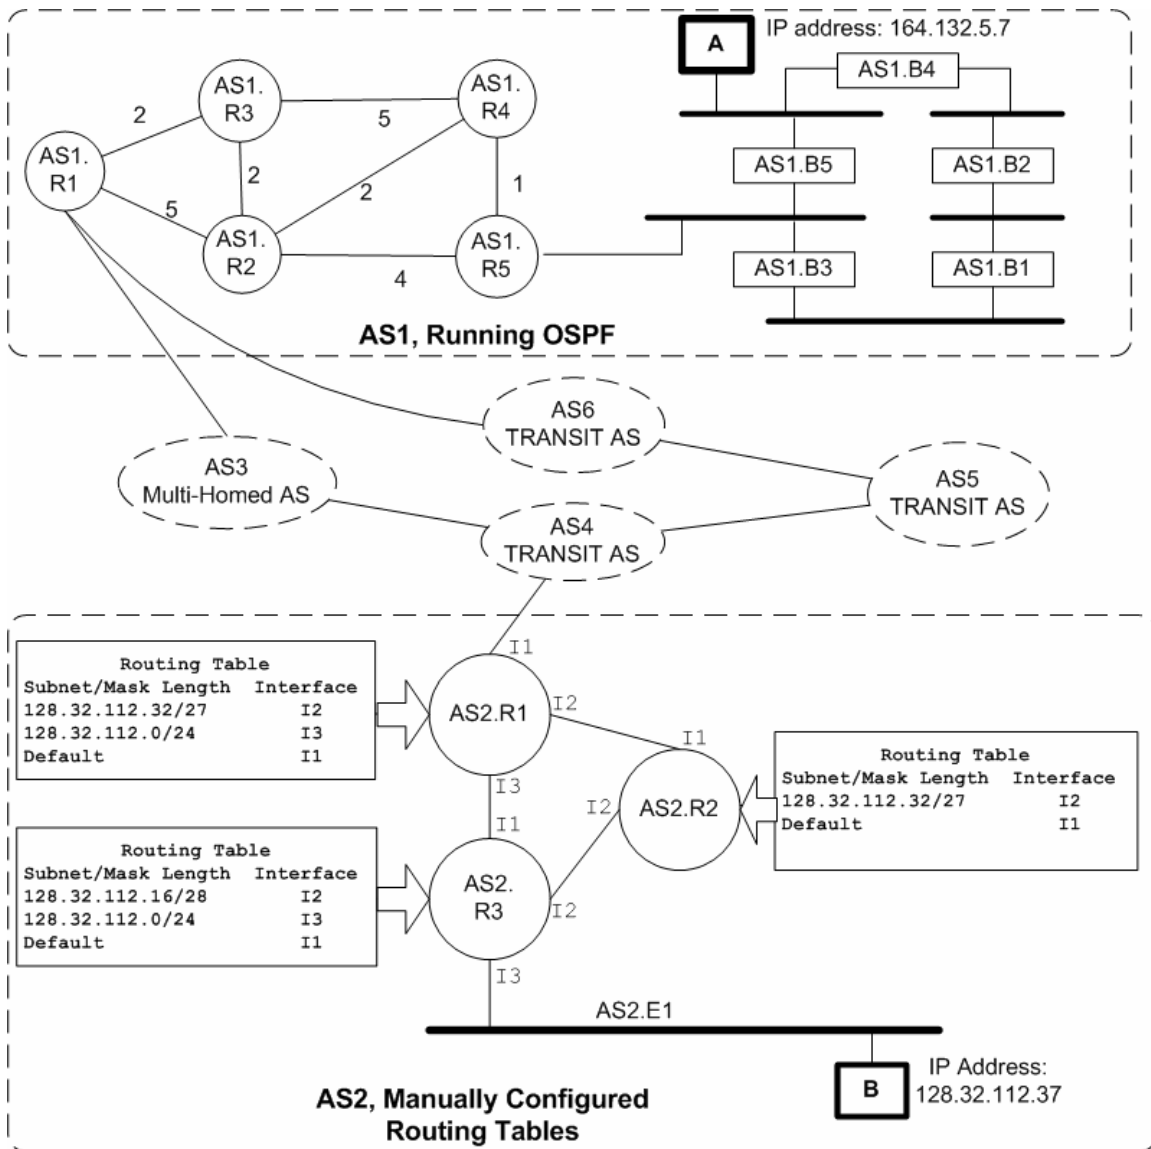 A
IP address: 164.132.5.7
AS1.B4
AS1.
R3
AS1.
R4
2
5
AS1.
R1
AS1.B5
AS1.B2
2
2
1
5
AS1.
R2
AS1.
R5
4
AS1.B3
AS1.B1
AS1, Running OSPF
AS6
TRANSIT AS
AS3
Multi-Homed AS
AS5
TRANSIT AS
AS4
TRANSIT AS
I1
Routing Table
Subnet/Mask Length Interface
128.32.112.32/27 I2
128.32.112.0/24 I3
Default I1
AS2.R1
I2
I1
I3
Routing Table
Subnet/Mask Length Interface
128.32.112.32/27 I2
Default I1
I2
AS2.R2
I1
Routing Table
Subnet/Mask Length Interface
128.32.112.16/28 I2
128.32.112.0/24 I3
Default I1
AS2.
R3
I2
I3
AS2.E1
B
IP Address:
128.32.112.37
AS2, Manually Configured
Routing Tables